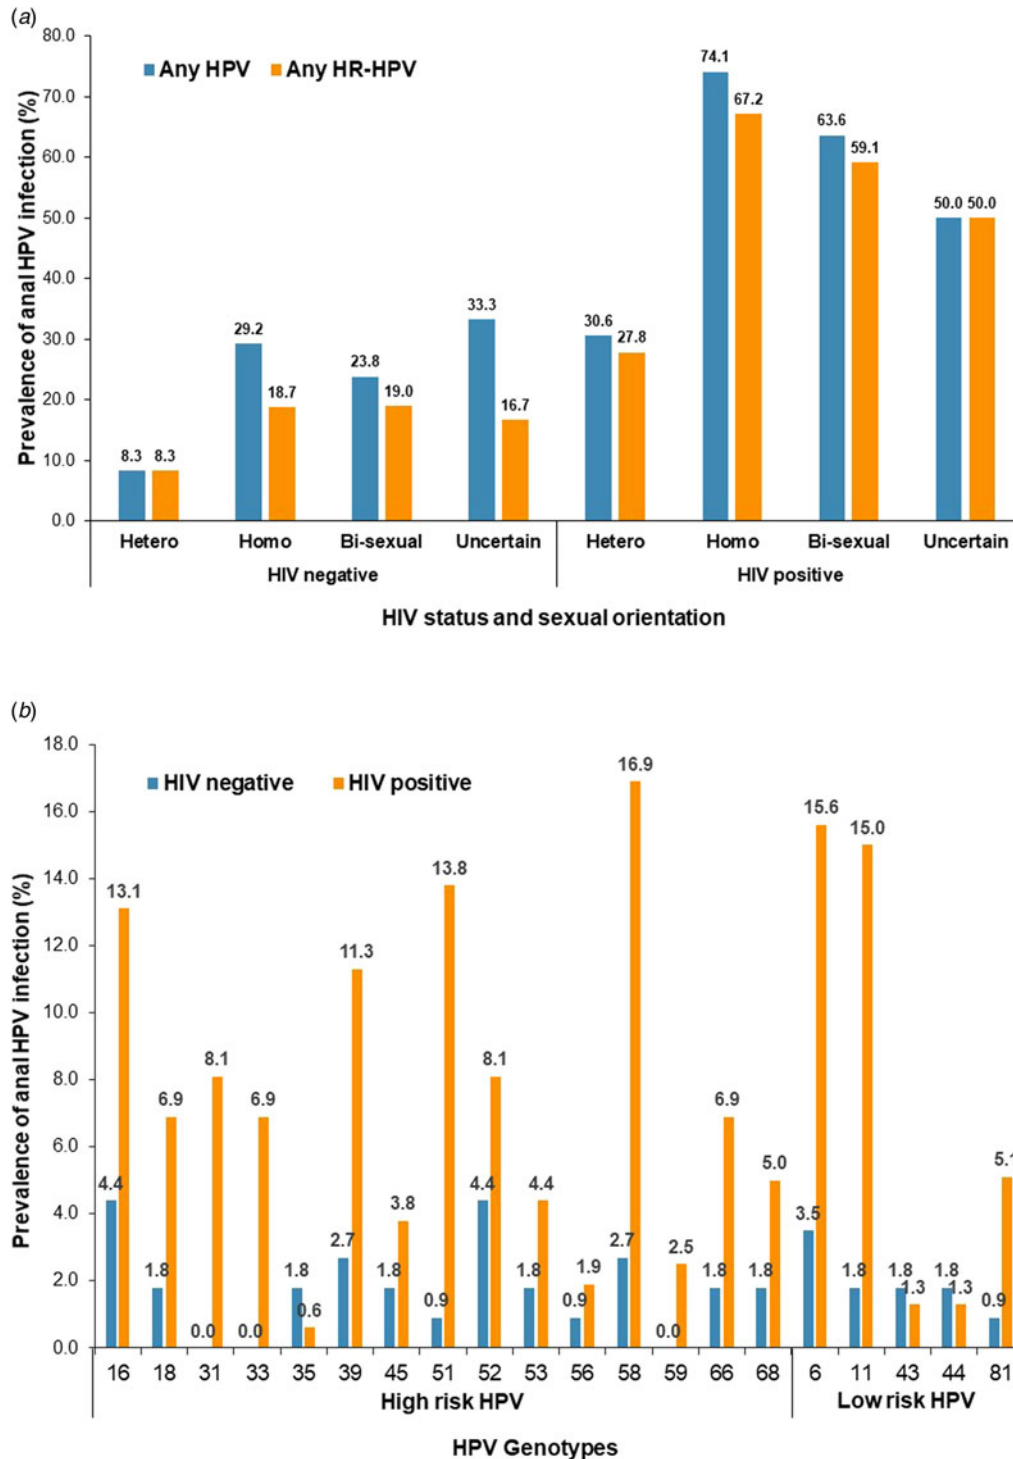 (a)
80.0
70.0
60.0
50.0
40.0
30.0
20.0
10.0
0.0
Prevalence of anal HPV infection (%)
Any HPV Any HR-HPV
8.3 8.3 29.2 18.7 23.8 19.0 33.3 16.7 30.6 27.8 74.1 67.2 63.6 59.1 50.0 50.0
Hetero Homo Bi-sexual Uncertain Hetero Homo Bi-sexual Uncertain
HIV negative HIV positive
HIV status and sexual orientation
(b)
18.0
16.0
14.0
12.0
10.0
8.0
6.0
4.0
2.0
0.0
Prevalence of anal HPV infection (%)
HIV negative HIV positive
4.4 13.1 1.8 6.9 0.0 8.1 0.0 6.9 1.8 0.6 2.7 11.3 1.8 3.8 0.9 13.8 4.4 8.1 1.8 4.4 0.9 1.9 2.7 16.9 0.0 2.5 1.8 6.9 1.8 5.0 3.5 15.6 1.8 15.0 1.8 1.3 1.8 1.3 0.9 5.1
16 18 31 33 35 39 45 51 52 53 56 58 59 66 68 6 11 43 44 81
High risk HPV Low risk HPV
HPV Genotypes